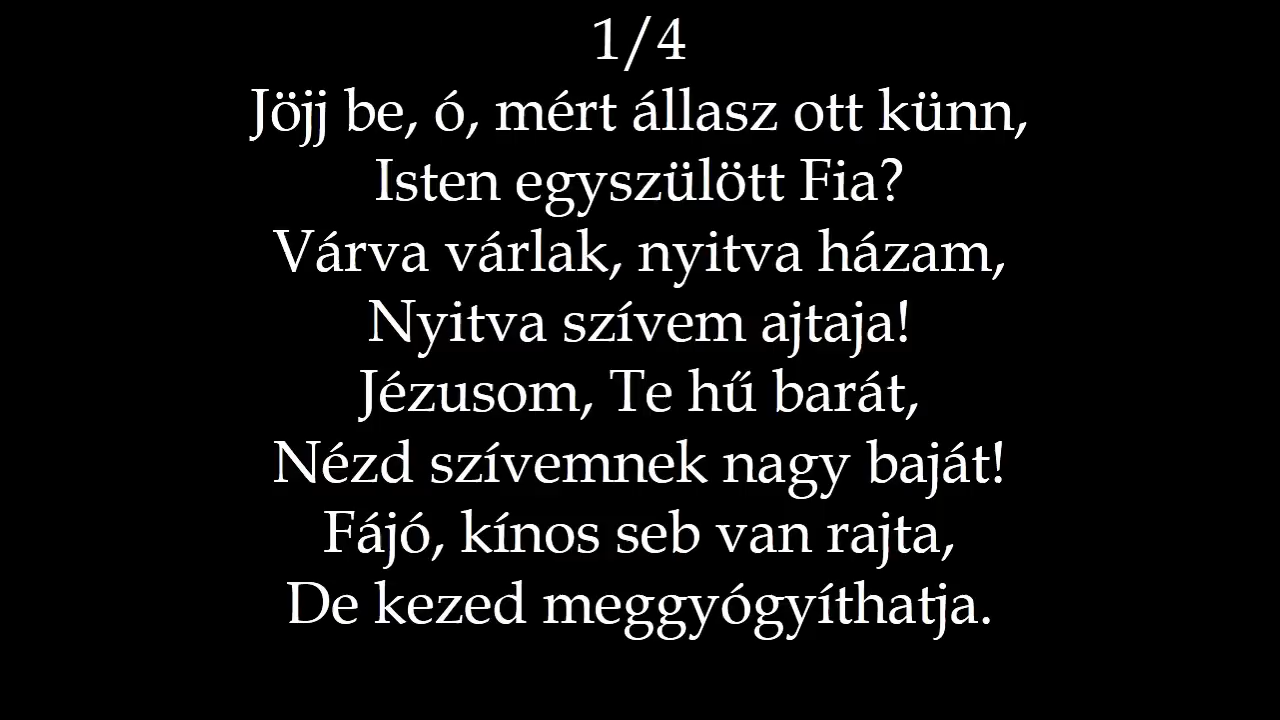 1/4
Jöjj be, ó, mért állasz ott künn,
Isten egyszülött Fia?
Várva várlak, nyitva házam,
Nyitva szívem ajtaja!
Jézusom, Te hű barát,
Nézd szívemnek nagy baját!
Fájó, kínos seb van rajta,
De kezed meggyógyíthatja.